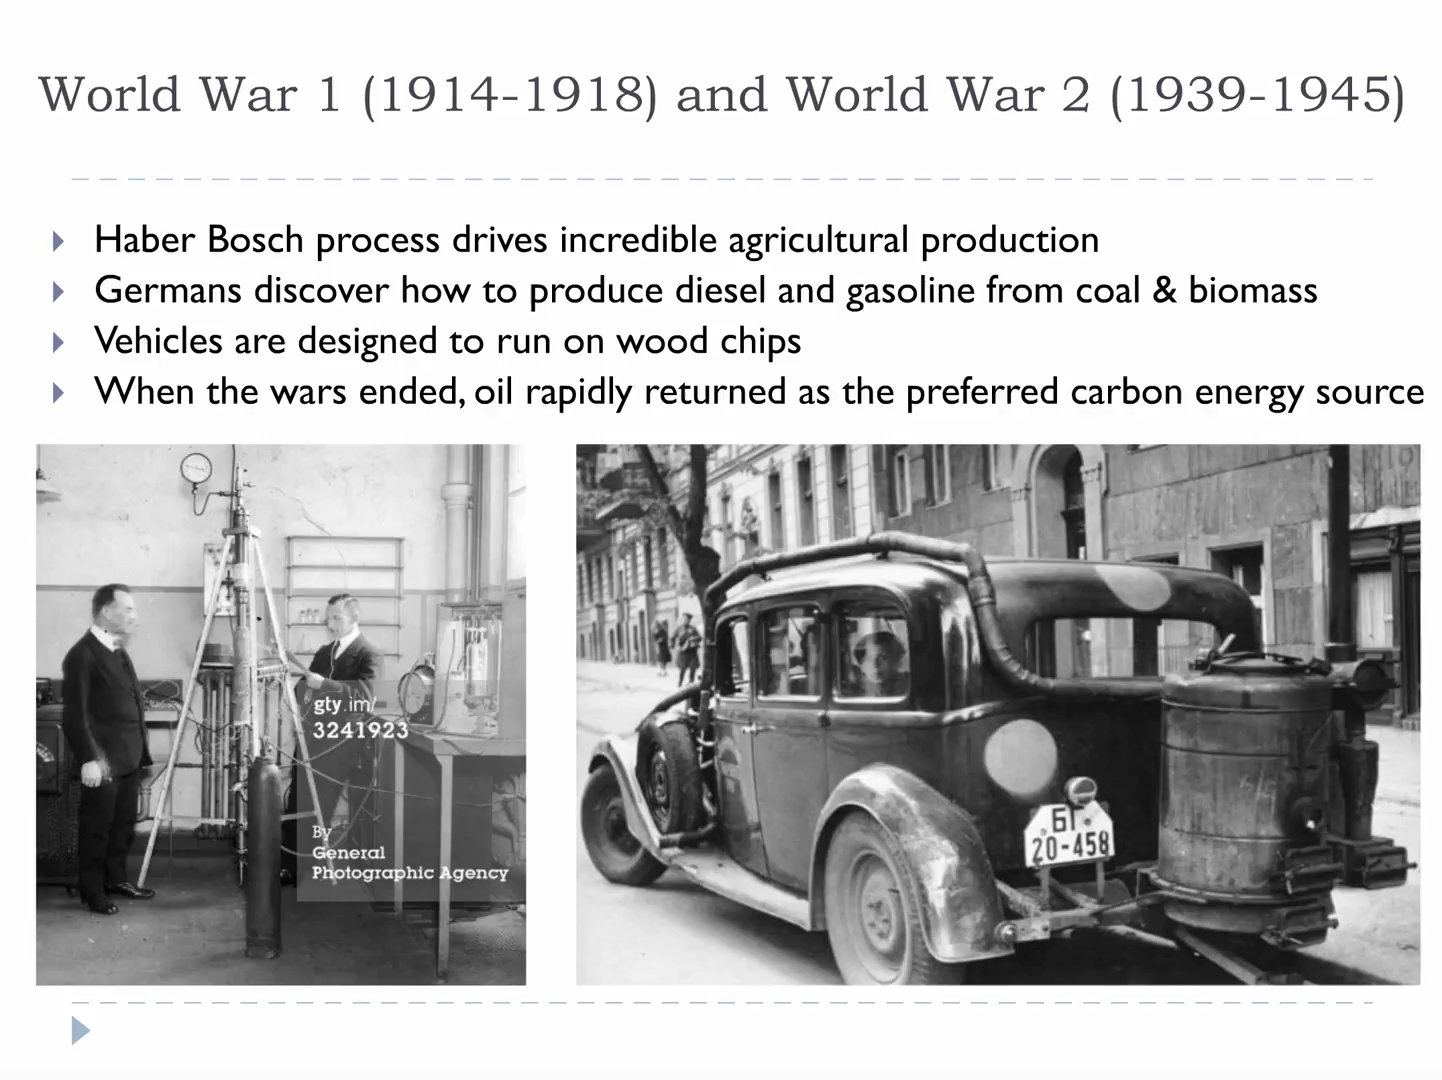 World War 1 (1914-1918) and World War 2 (1939-1945)
Haber Bosch process drives incredible agricultural production
Germans discover how to produce diesel and gasoline from coal & biomass
Vehicles are designed to run on wood chips
When the wars ended, oil rapidly returned as the preferred carbon energy source
gty.im/
3241923
By
General
Photographic Agency
БГ
20-458